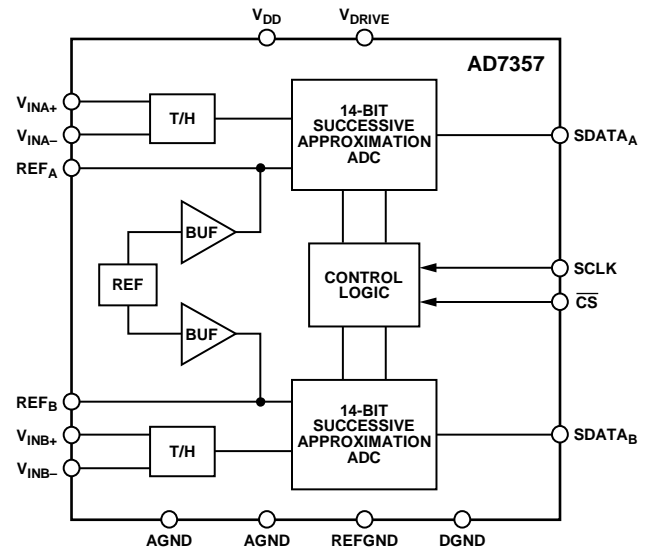 VDD
VDRIVE
AD7357
VINA+
VINA–
REFA
T/H
14-BIT
SUCCESSIVE
APPROXIMATION
ADC
SDATAA
BUF
REF
BUF
CONTROL
LOGIC
SCLK
CS
REFB
VINB+
VINB–
T/H
14-BIT
SUCCESSIVE
APPROXIMATION
ADC
SDATAB
AGND
AGND
REFGND
DGND